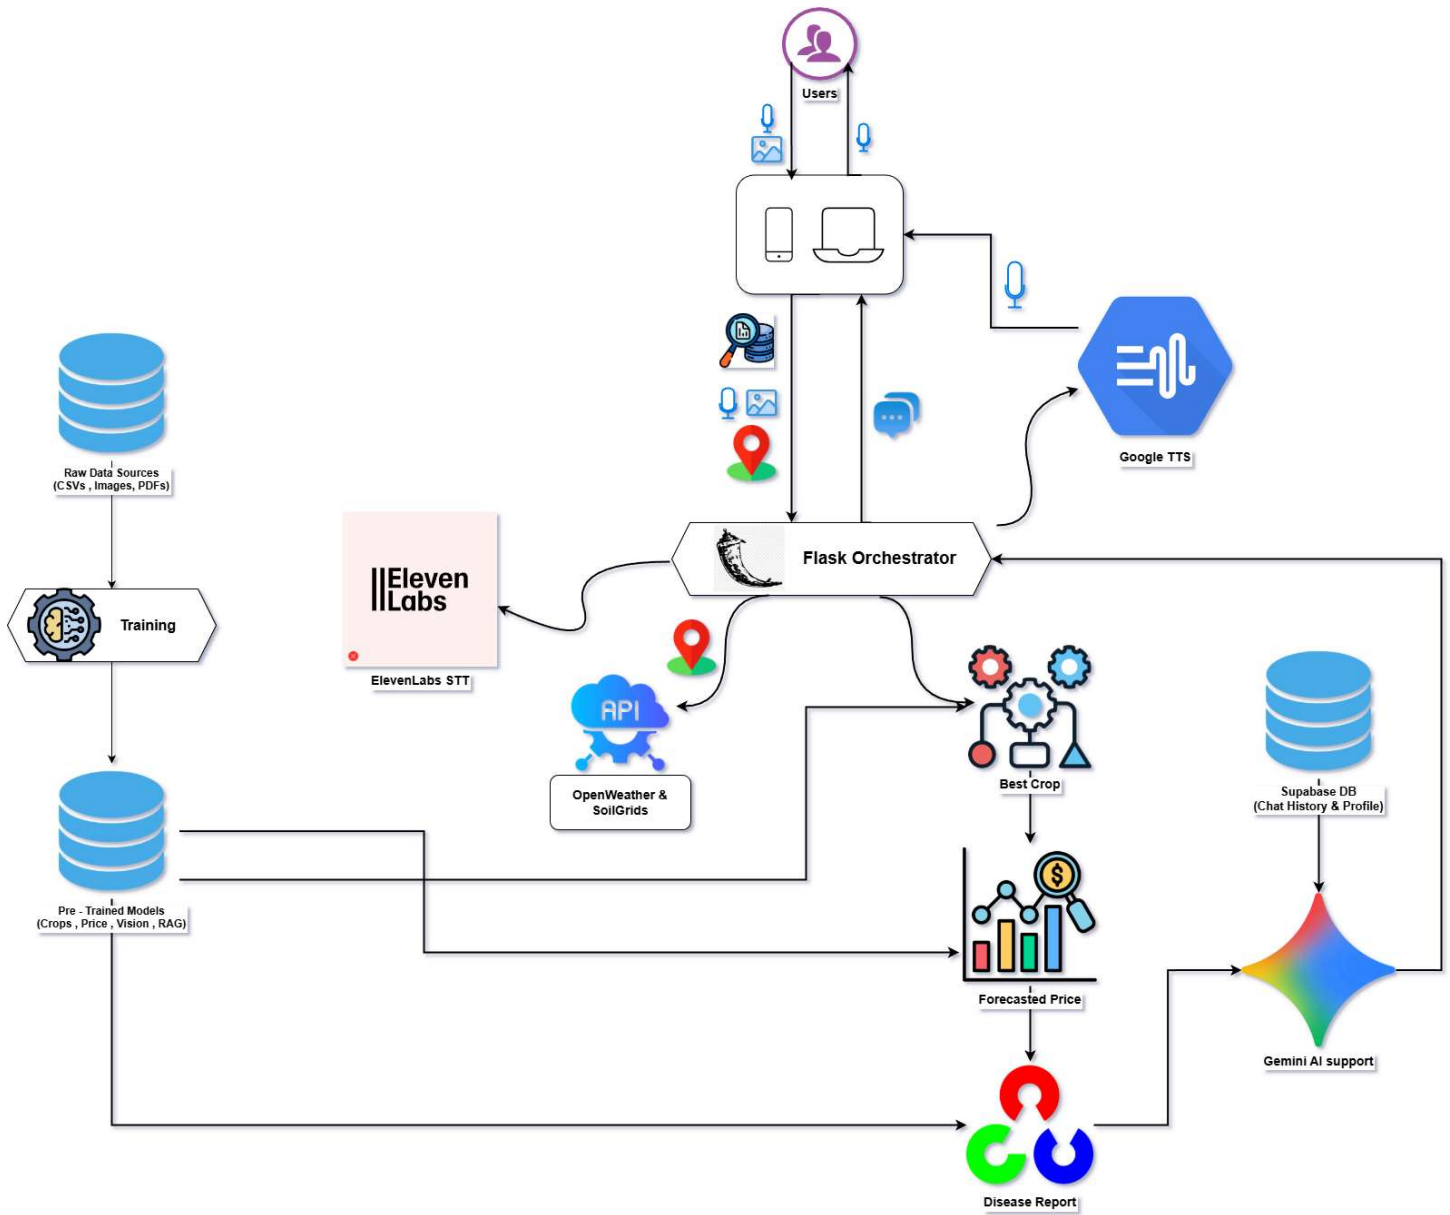 Users
Google TTS
Raw Data Sources
(CSVs , Images, PDFs)
Flask Orchestrator
Eleven
Labs
ElevenLabs STT
Training
API
OpenWeather &
SoilGrids
Best Crop
Supabase DB
(Chat History & Profile)
Pre - Trained Models
(Crops , Price , Vision , RAG)
$
Forecasted Price
Gemini AI support
Disease Report